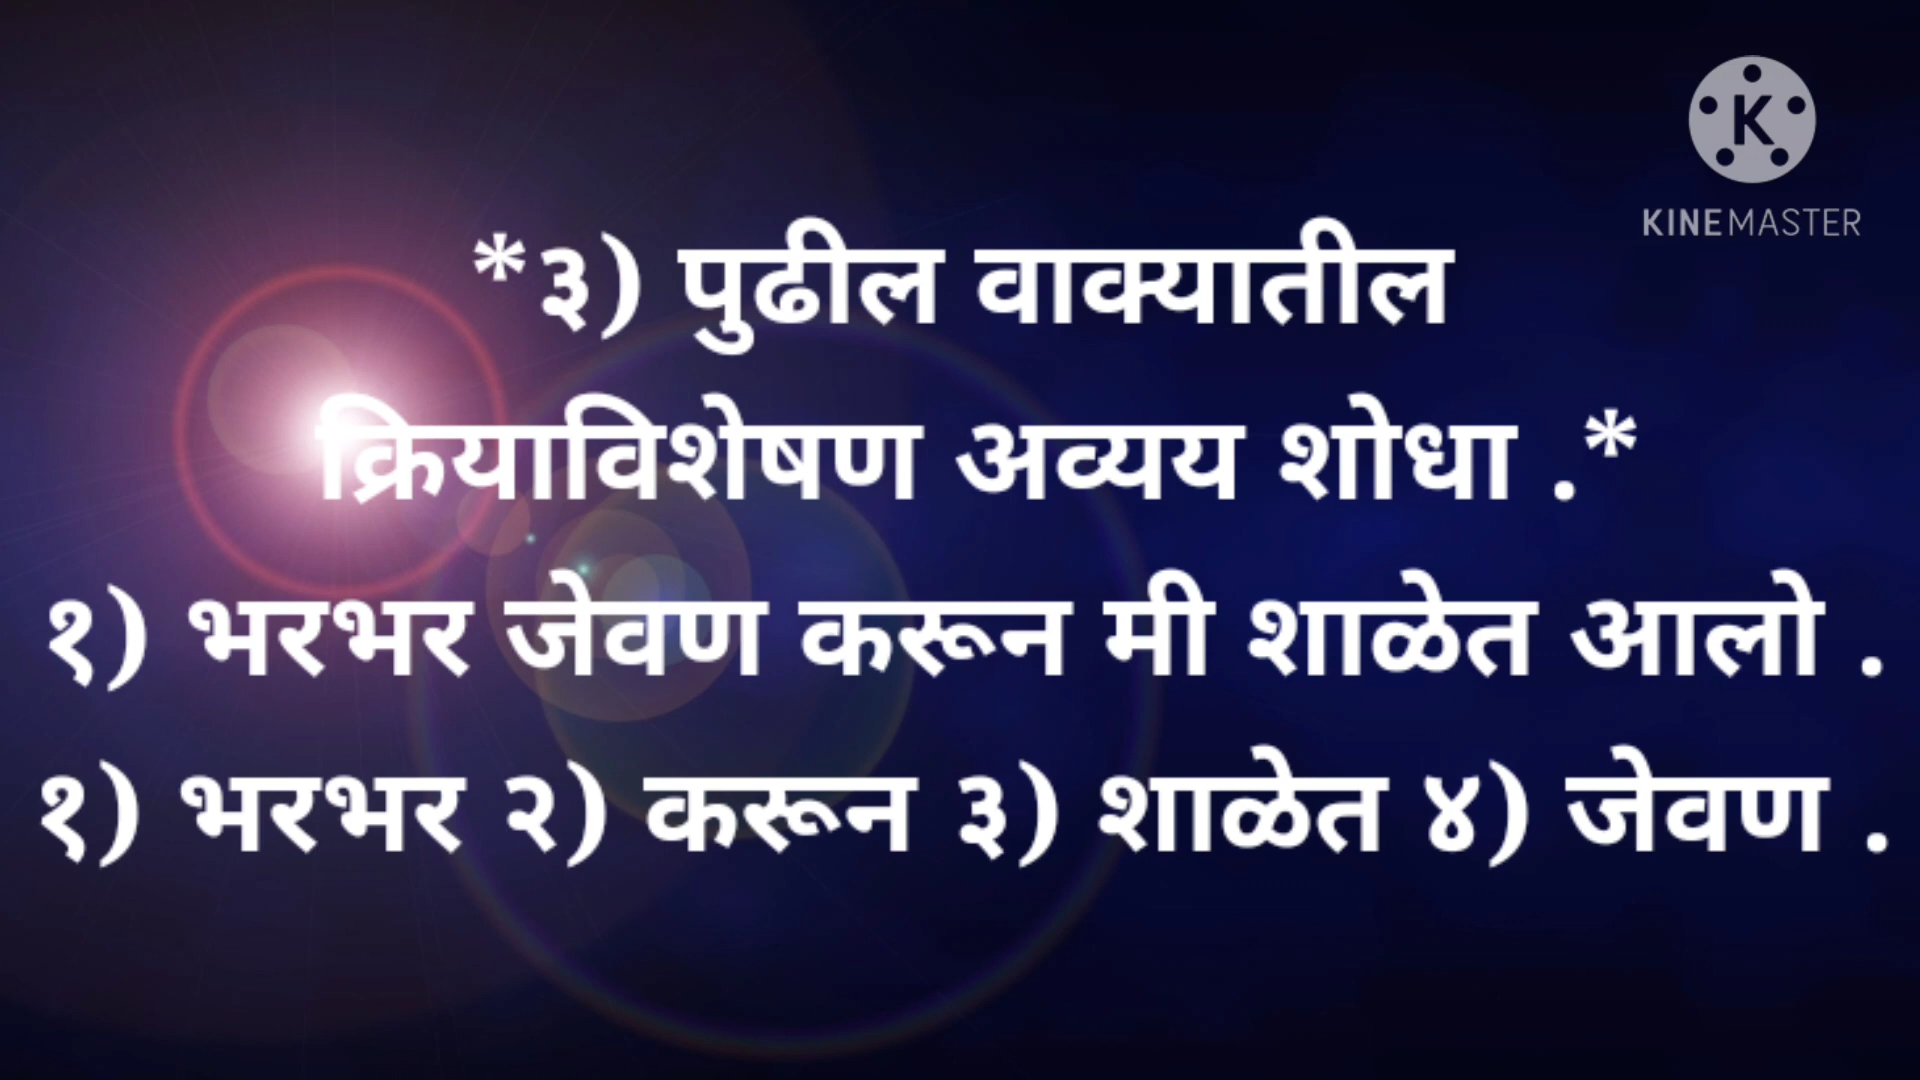 KINEMASTER
*३) पुढील वाक्यातील
क्रियाविशेषण अव्यय शोधा .*
१) भरभर जेवण करून मी शाळेत आलो .
१) भरभर २) करून ३) शाळेत ४) जेवण .